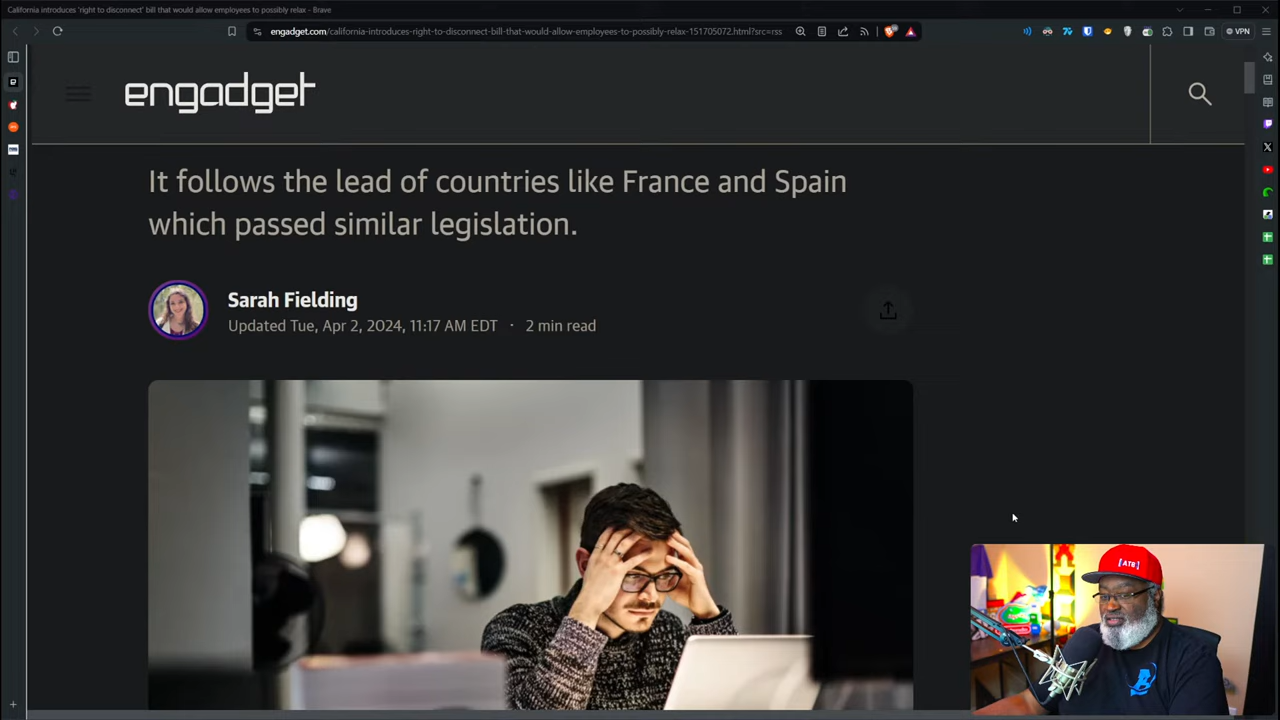 California introduces 'right to disconnect' bill that would allow employees to possibly relax - Brave
engadget.com/california-introduces-right-to-disconnect-bill-that-would-allow-employees-to-possibly-relax-151705072.html?src=rss
VPN
engadget
It follows the lead of countries like France and Spain
which passed similar legislation.
Sarah Fielding
Updated Tue, Apr 2, 2024, 11:17 AM EDT · 2 min read
[ATB]